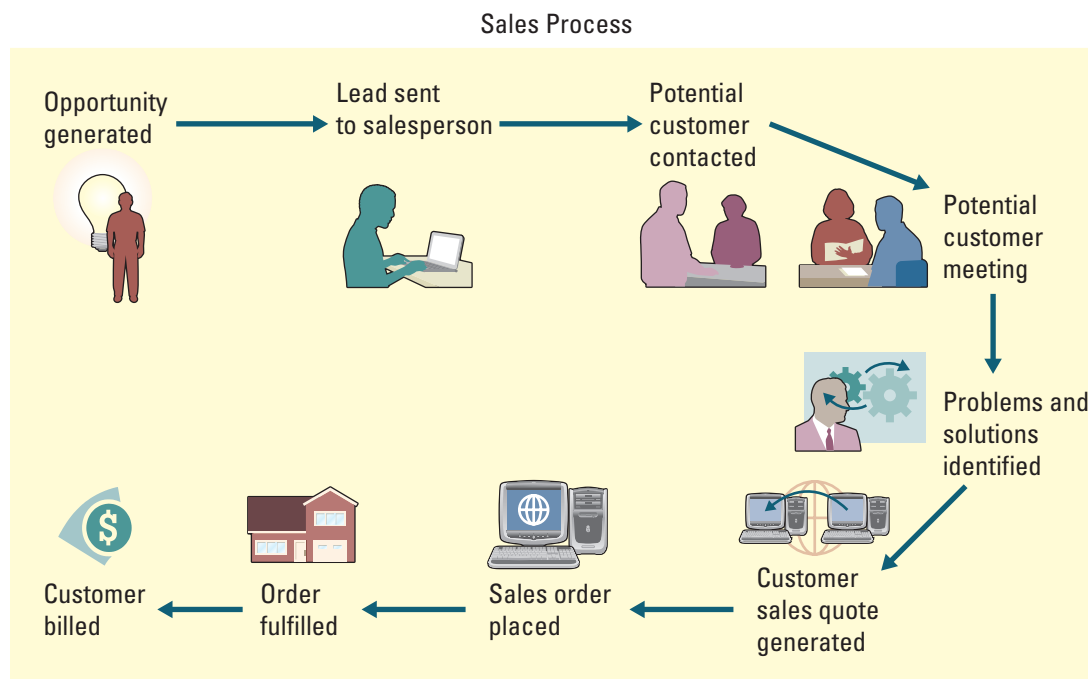 Sales Process
Opportunity
generated
Lead sent
to salesperson
Potential
customer
contacted
Potential
customer
meeting
Problems and
solutions
identified
Customer
sales quote
generated
Sales order
placed
Order
fulfilled
Customer
billed
$